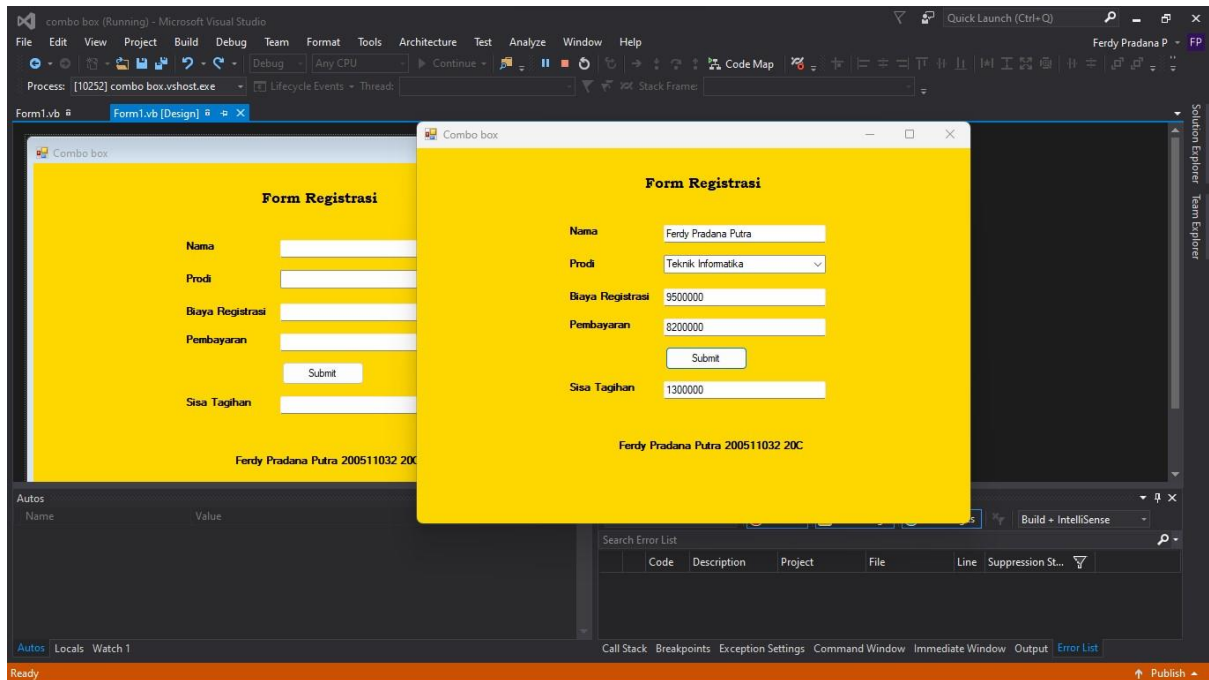 combo box (Running) - Microsoft Visual Studio
Quick Launch (Ctrl+Q)
File Edit View Project Build Debug Team Format Tools Architecture Test Analyze Window Help
Ferdy Pradana P FP
Debug Any CPU Continue Code Map
Process: [10252] combo box.vshost.exe Lifecycle Events Thread: Stack Frame:
Form1.vb Form1.vb [Design]
Solution Explorer
Team Explorer
Combo box
Form Registrasi
Nama
Prodi
Biaya Registrasi
Pembayaran
Submit
Sisa Tagihan
Ferdy Pradana Putra 200511032 20C
Combo box
Form Registrasi
Nama Ferdy Pradana Putra
Prodi Teknik Informatika
Biaya Registrasi 9500000
Pembayaran 8200000
Submit
Sisa Tagihan 1300000
Ferdy Pradana Putra 200511032 20C
Autos
Name Value
Build + IntelliSense
Search Error List
Code Description Project File Line Suppression St...
Autos Locals Watch 1
Call Stack Breakpoints Exception Settings Command Window Immediate Window Output Error List
Ready
Publish